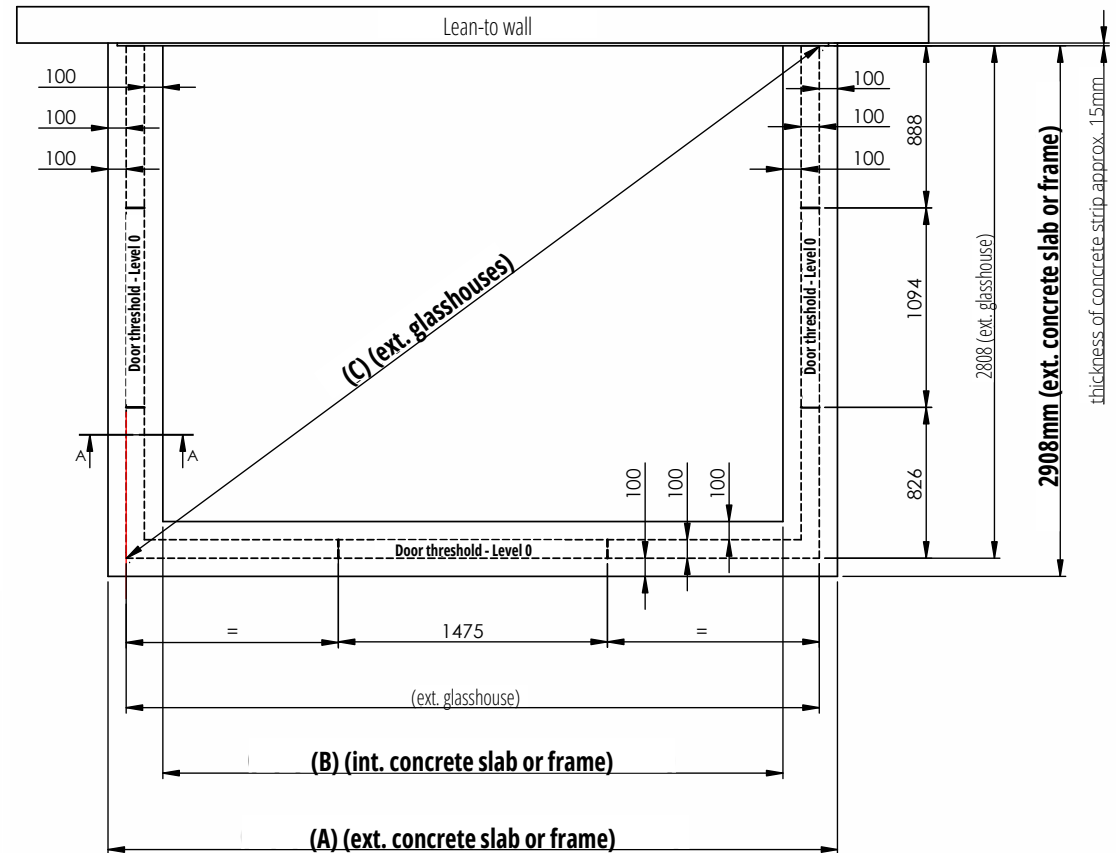 Lean-to wall
100
100
100
100
100
100
888
1094
826
2808 (ext. glasshouse)
2908mm (ext. concrete slab or frame)
thickness of concrete strip approx. 15mm
Door threshold - Level 0
Door threshold - Level 0
(C) (ext. glasshouses)
A
A
100
100
100
Door threshold - Level 0
=
1475
=
(ext. glasshouse)
(B) (int. concrete slab or frame)
(A) (ext. concrete slab or frame)